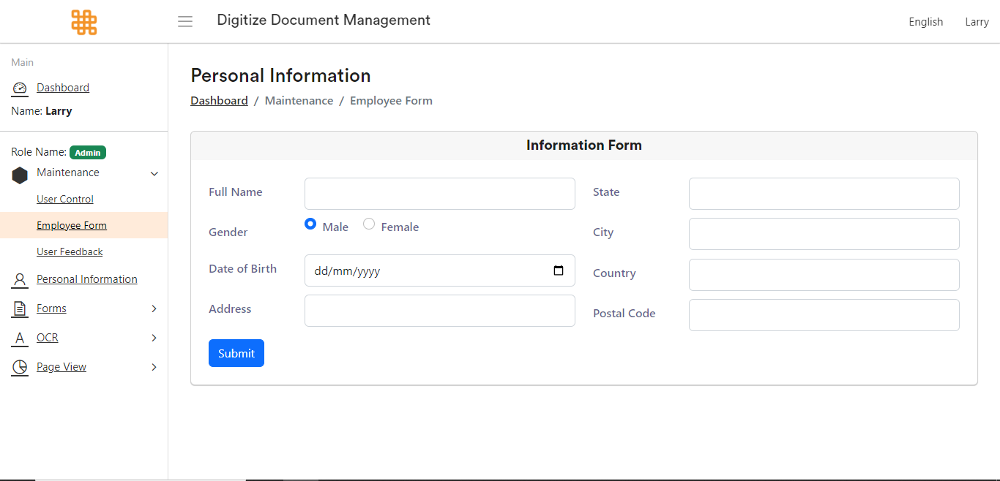 Digitize Document Management
English
Larry
Main
Dashboard
Name: Larry
Role Name: Admin
Maintenance
User Control
Employee Form
User Feedback
Personal Information
Forms
OCR
Page View
Personal Information
Dashboard / Maintenance / Employee Form
Information Form
Full Name
Gender
Male
Female
Date of Birth
dd/mm/yyyy
Address
State
City
Country
Postal Code
Submit